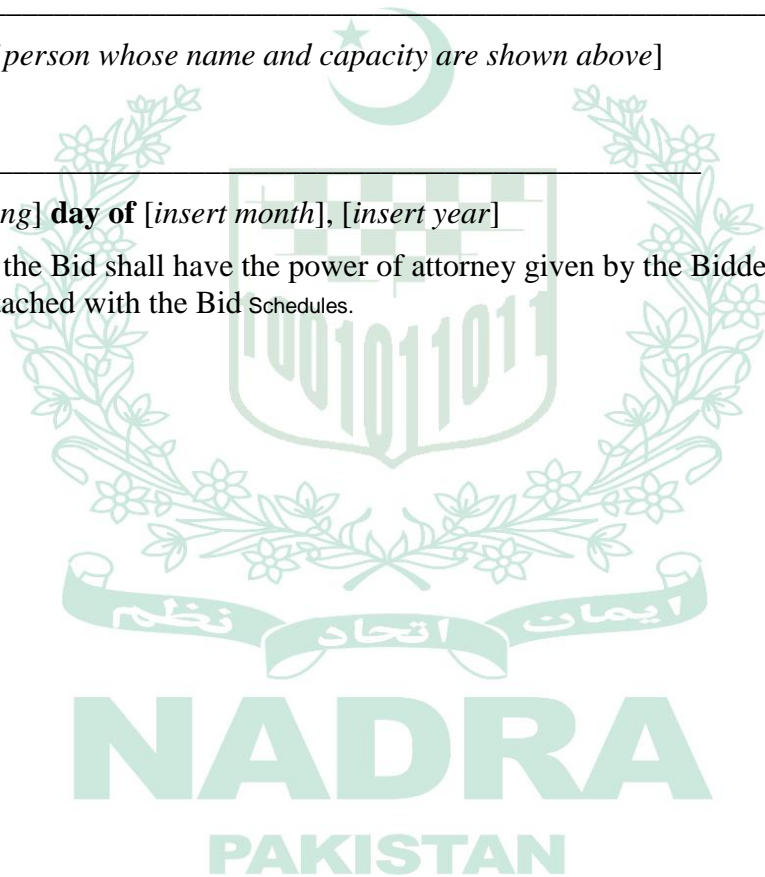 person whose name and capacity are shown above]
ng] day of [insert month], [insert year]
the Bid shall have the power of attorney given by the Bidde
tached with the Bid Schedules.
1001011011
ایمان اتحاد نظم
NADRA
PAKISTAN